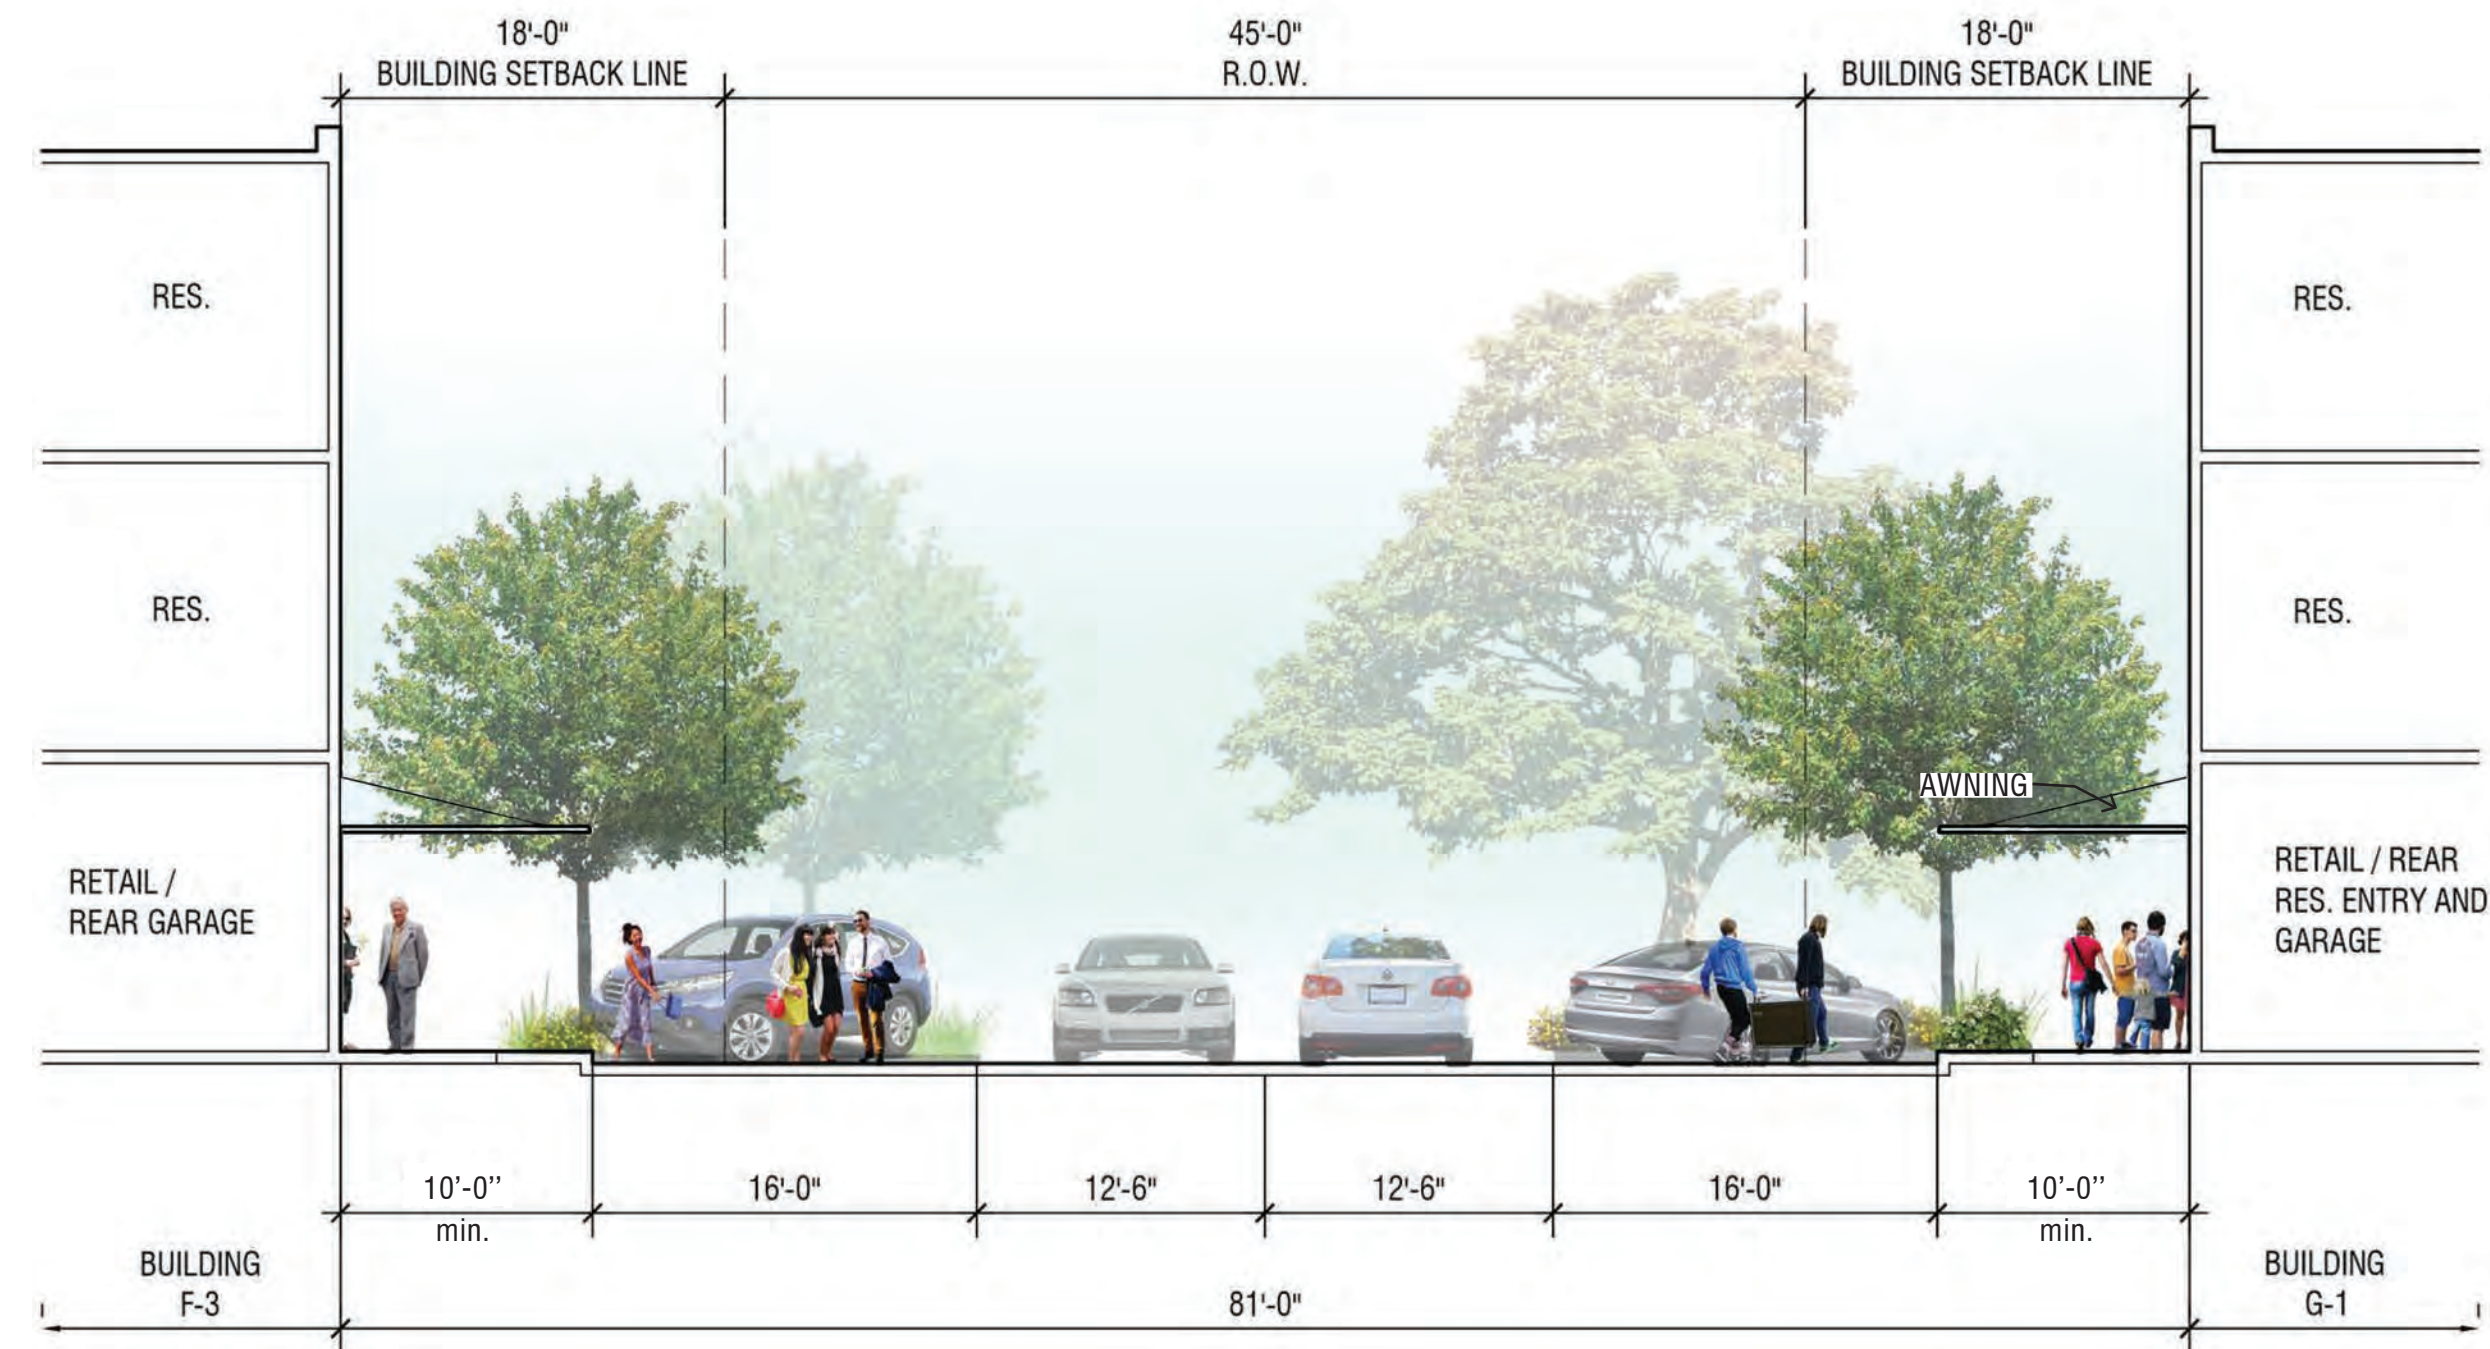 18'-0"
BUILDING SETBACK LINE
45'-0"
R.O.W.
18'-0"
BUILDING SETBACK LINE
RES.
RES.
RES.
RES.
AWNING
RETAIL /
REAR GARAGE
RETAIL / REAR
RES. ENTRY AND
GARAGE
10’-0’’
min.
16'-0"
12'-6"
12'-6"
16'-0"
10’-0’’
min.
BUILDING
F-3
81'-0"
BUILDING
G-1